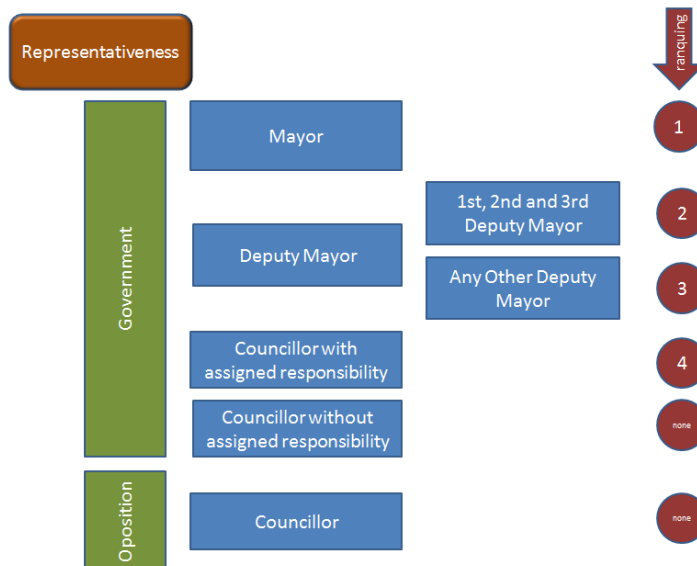 Representativeness
ranquing
Government
Mayor
1
Deputy Mayor
1st, 2nd and 3rd
Deputy Mayor
2
Any Other Deputy
Mayor
3
Councillor with
assigned responsibility
4
Councillor without
assigned responsibility
none
Oposition
Councillor
none